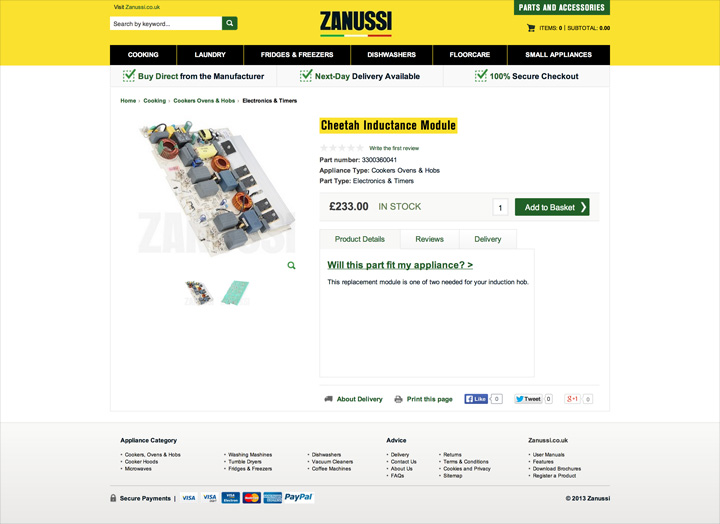 Visit Zanussi.co.uk
PARTS AND ACCESSORIES
Search by keyword...
ZANUSSI
ITEMS: 0 | SUBTOTAL: 0.00
COOKING LAUNDRY FRIDGES & FREEZERS DISHWASHERS FLOORCARE SMALL APPLIANCES
Buy Direct from the Manufacturer Next-Day Delivery Available 100% Secure Checkout
Home › Cooking › Cookers Ovens & Hobs › Electronics & Timers
Cheetah Inductance Module
Write the first review
Part number: 3300360041
Appliance Type: Cookers Ovens & Hobs
Part Type: Electronics & Timers
£233.00 IN STOCK 1 Add to Basket
ZANUSSI
Product Details Reviews Delivery
Will this part fit my appliance? >
This replacement module is one of two needed for your induction hob.
About Delivery Print this page Like 0 Tweet 0 g+1 0
Appliance Category
• Cookers, Ovens & Hobs
• Cooker Hoods
• Microwaves
• Washing Mashines
• Tumble Dryers
• Fridges & Freezers
• Dishwashers
• Vacuum Cleaners
• Coffee Machines
Advice
• Delivery
• Contact Us
• About Us
• FAQs
• Returns
• Terms & Conditions
• Cookies and Privacy
• Sitemap
Zanussi.co.uk
• User Manuals
• Features
• Download Brochures
• Register a Product
Secure Payments | VISA VISA VISA MasterCard PayPal
© 2013 Zanussi